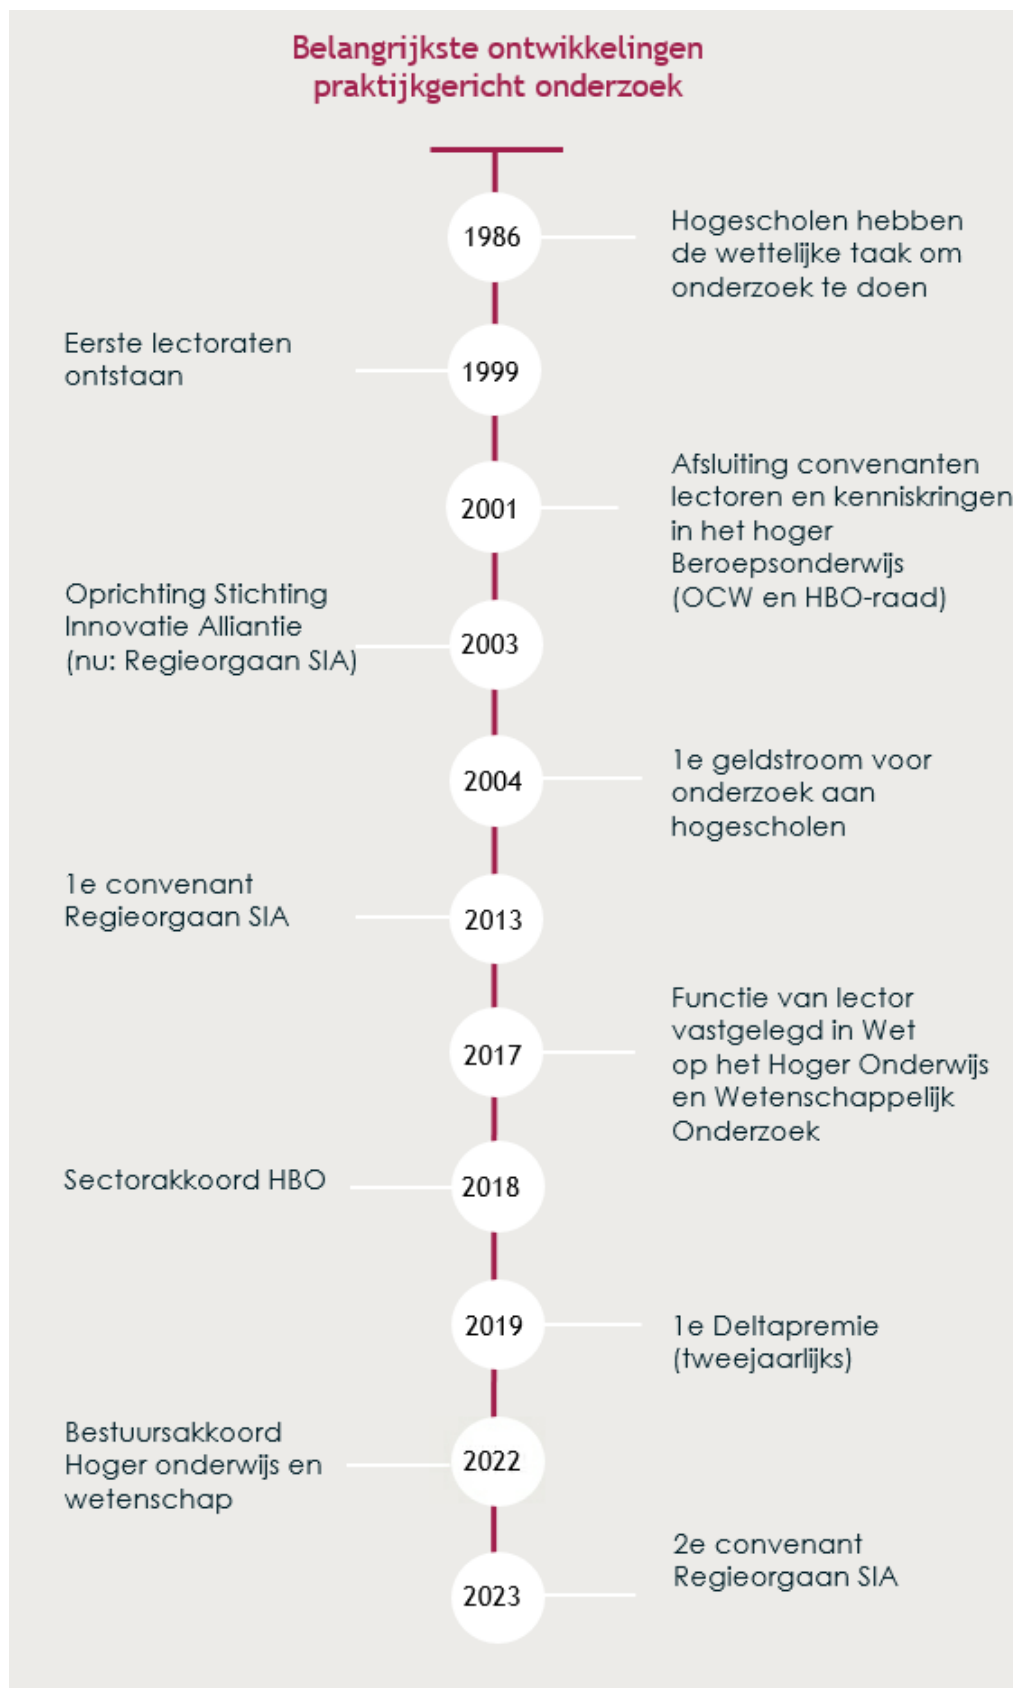 Belangrijkste ontwikkelingen
praktijkgericht onderzoek
1986
Hogescholen hebben
de wettelijke taak om
onderzoek te doen
Eerste lectoraten
ontstaan
1999
2001
Afsluiting convenanten
lectoren en kenniskringen
in het hoger
Beroepsonderwijs
(OCW en HBO-raad)
Oprichting Stichting
Innovatie Alliantie
(nu: Regieorgaan SIA)
2003
2004
1e geldstroom voor
onderzoek aan
hogescholen
1e convenant
Regieorgaan SIA
2013
2017
Functie van lector
vastgelegd in Wet
op het Hoger Onderwijs
en Wetenschappelijk
Onderzoek
Sectorakkoord HBO
2018
2019
1e Deltapremie
(tweejaarlijks)
Bestuursakkoord
Hoger onderwijs en
wetenschap
2022
2023
2e convenant
Regieorgaan SIA